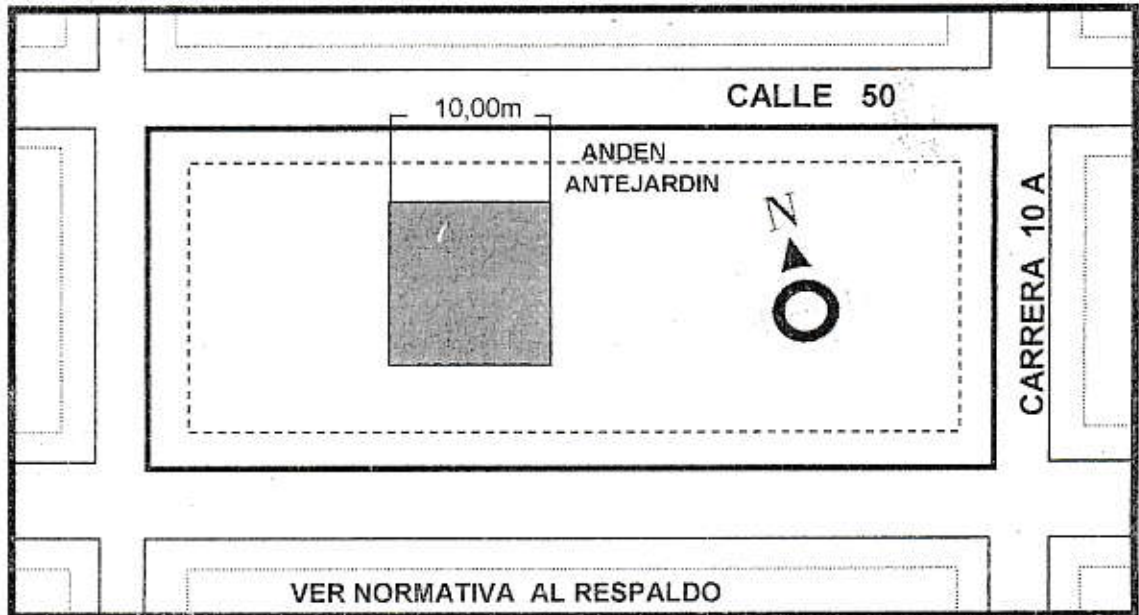 CALLE 50
10,00m
ANDEN
ANTEJARDIN
N
CARRERA 10 A
VER NORMATIVA AL RESPALDO